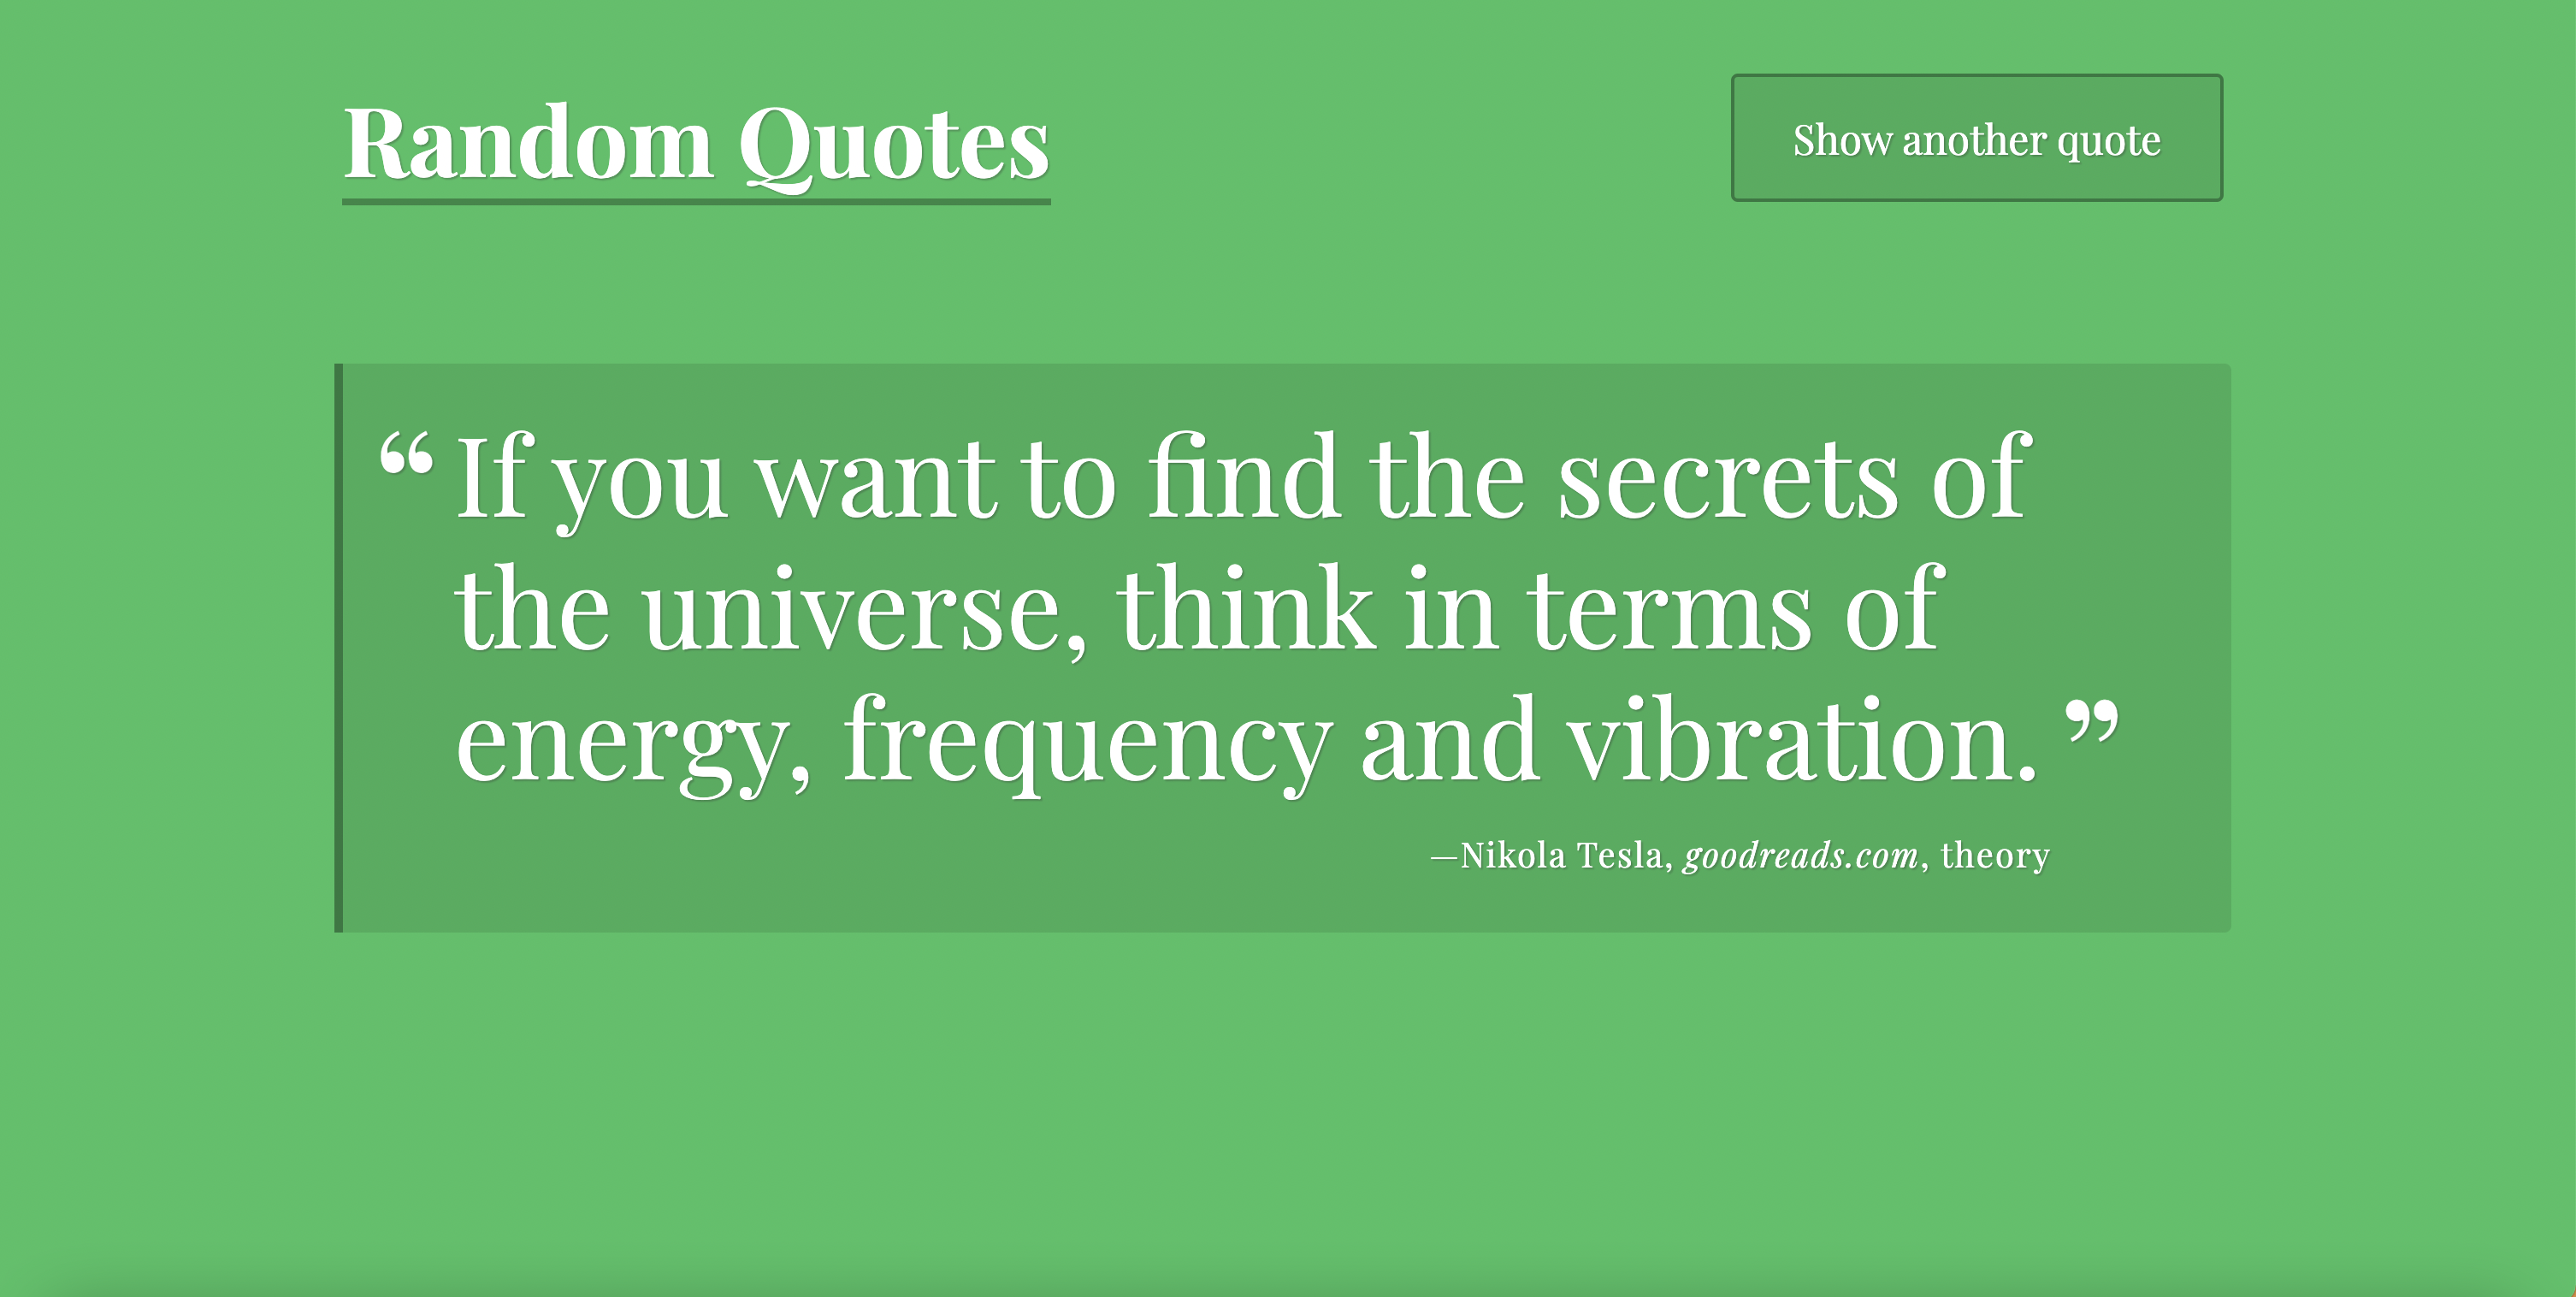 Random Quotes
Show another quote
“ If you want to find the secrets of
the universe, think in terms of
energy, frequency and vibration. ”
—Nikola Tesla, goodreads.com, theory